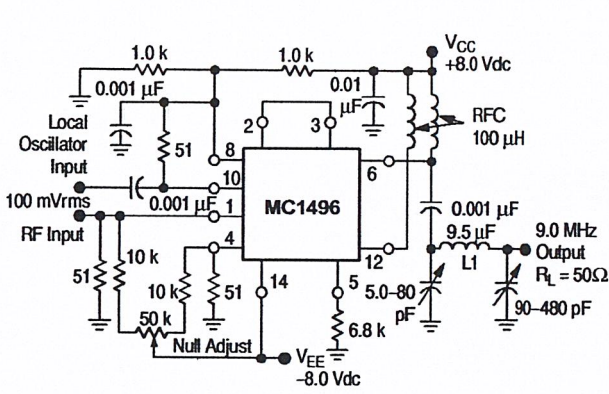 1.0 k
1.0 k
V_CC
+8.0 Vdc
0.001 µF
0.01
µF
RFC
100 µH
Local
Oscillator
Input
51
2
3
8
6
10
MC1496
100 mVrms
0.001 µF
1
0.001 µF
RF Input
4
12
9.5 µF
L1
9.0 MHz
Output
R_L = 50Ω
51
10 k
10 k
51
14
5
5.0–80
pF
90–480 pF
50 k
6.8 k
Null Adjust
V_EE
−8.0 Vdc